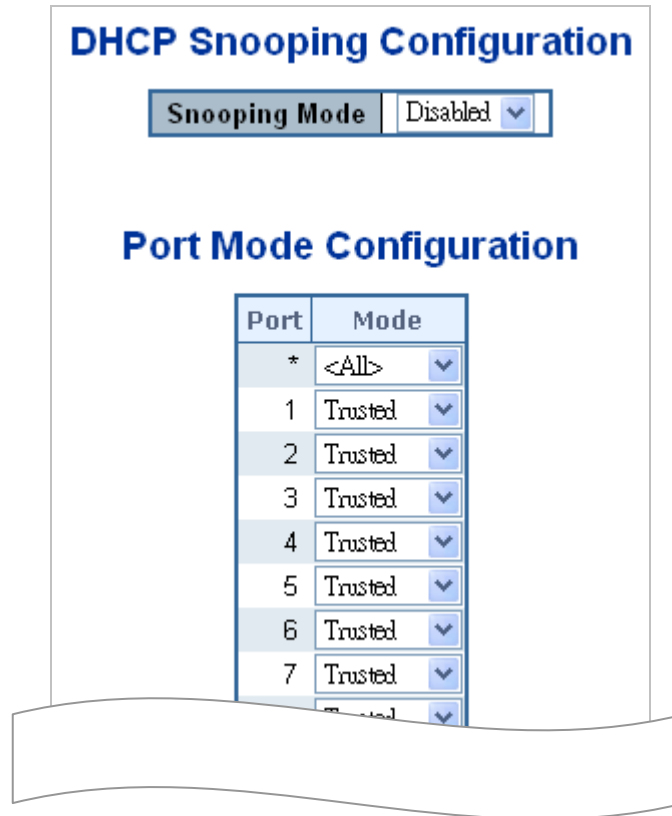 DHCP Snooping Configuration
Snooping Mode Disabled
Port Mode Configuration
Port Mode
* <All>
1 Trusted
2 Trusted
3 Trusted
4 Trusted
5 Trusted
6 Trusted
7 Trusted